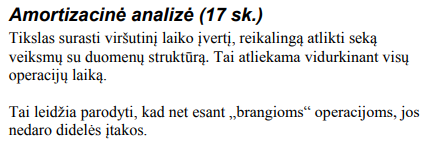 Amortizacinė analizė (17 sk.)
Tikslas surasti viršutinį laiko įvertį, reikalingą atlikti seką
veiksmų su duomenų struktūrą. Tai atliekama vidurkinant visų
operacijų laiką.
Tai leidžia parodyti, kad net esant „brangioms“ operacijoms, jos
nedaro didelės įtakos.